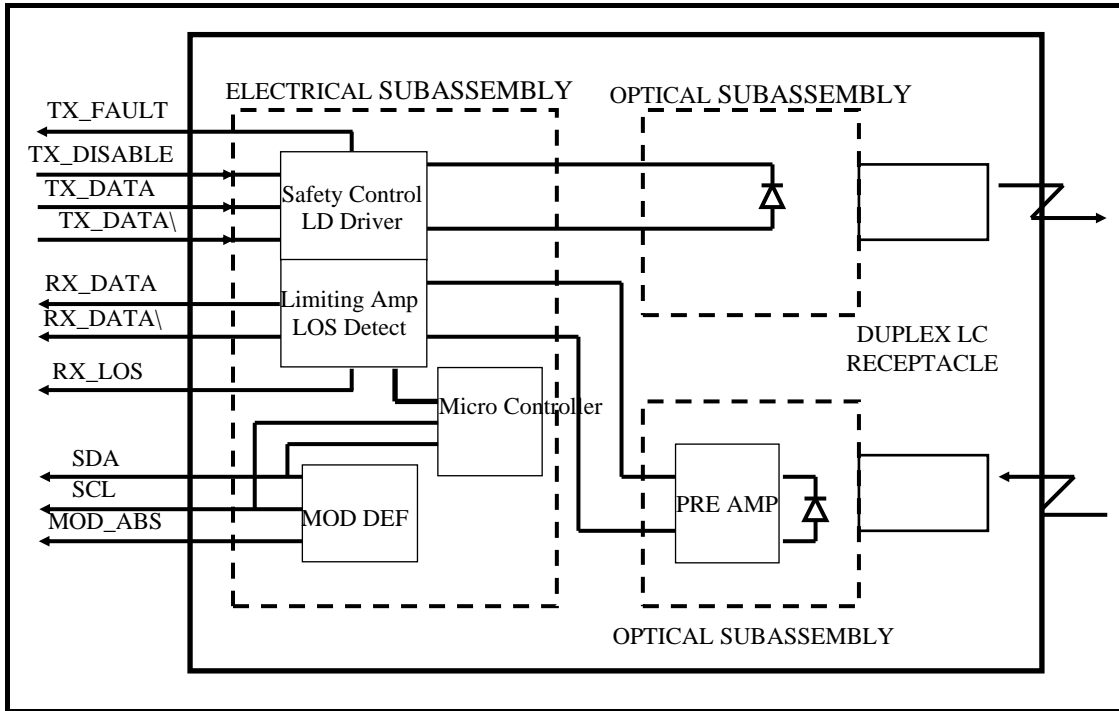 ELECTRICAL SUBASSEMBLY
OPTICAL SUBASSEMBLY
TX_FAULT
TX_DISABLE
TX_DATA
TX_DATA\
Safety Control
LD Driver
RX_DATA
RX_DATA\
RX_LOS
Limiting Amp
LOS Detect
DUPLEX LC
RECEPTACLE
Micro Controller
SDA
SCL
MOD_ABS
MOD DEF
PRE AMP
OPTICAL SUBASSEMBLY